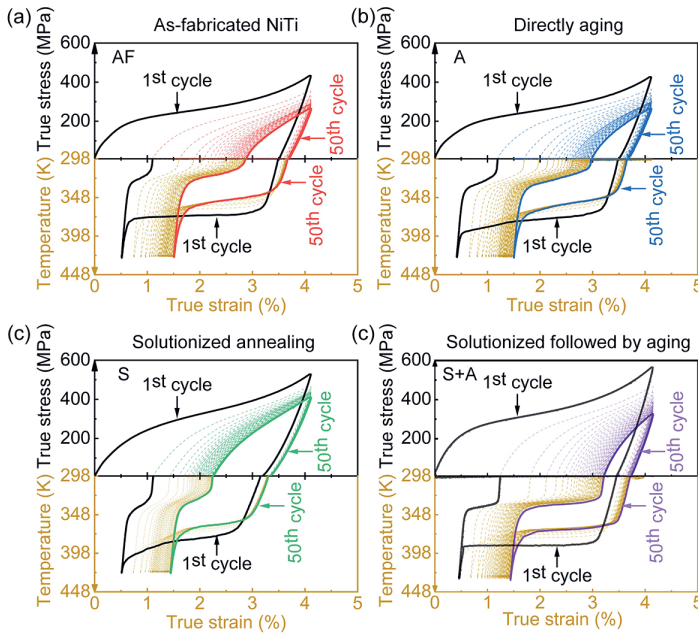 (a) As-fabricated NiTi
True stress (MPa)
600
400
200
AF
1st cycle
50th cycle
Temperature (K)
298
348
398
448
1st cycle
50th cycle
0 1 2 3 4 5
True strain (%)
(b) Directly aging
True stress (MPa)
600
400
200
A
1st cycle
50th cycle
Temperature (K)
298
348
398
448
1st cycle
50th cycle
0 1 2 3 4 5
True strain (%)
(c) Solutionized annealing
True stress (MPa)
600
400
200
S
1st cycle
50th cycle
Temperature (K)
298
348
398
448
1st cycle
50th cycle
0 1 2 3 4 5
True strain (%)
(c) Solutionized followed by aging
True stress (MPa)
600
400
200
S+A
1st cycle
50th cycle
Temperature (K)
298
348
398
448
1st cycle
50th cycle
0 1 2 3 4 5
True strain (%)